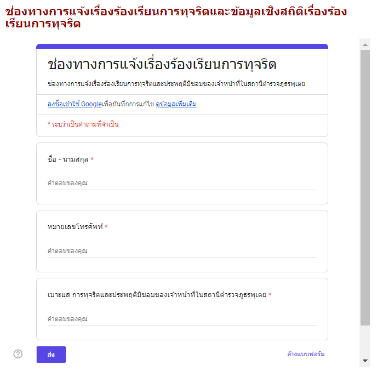 ช่องทางการแจ้งเรื่องร้องเรียนการทุจริตและข้อมูลเชิงสถิติเรื่องร้อง
เรียนการทุจริต
ช่องทางการแจ้งเรื่องร้องเรียนการทุจริต
ช่องทางการแจ้งเรื่องร้องเรียนการทุจริตและประพฤติมิชอบของเจ้าหน้าที่ในสถานีตำรวจภูธรพุเตย
ลงชื่อเข้าใช้ Googleเพื่อบันทึกการแก้ไข ดูข้อมูลเพิ่มเติม
* ระบุว่าเป็นคำถามที่จำเป็น
ชื่อ - นามสกุล *
คำตอบของคุณ
หมายเลขโทรศัพท์ *
คำตอบของคุณ
เบาะแส การทุจริตและประพฤติมิชอบของเจ้าหน้าที่ในสถานีตำรวจภูธรพุเตย *
คำตอบของคุณ
ส่ง
ล้างแบบฟอร์ม